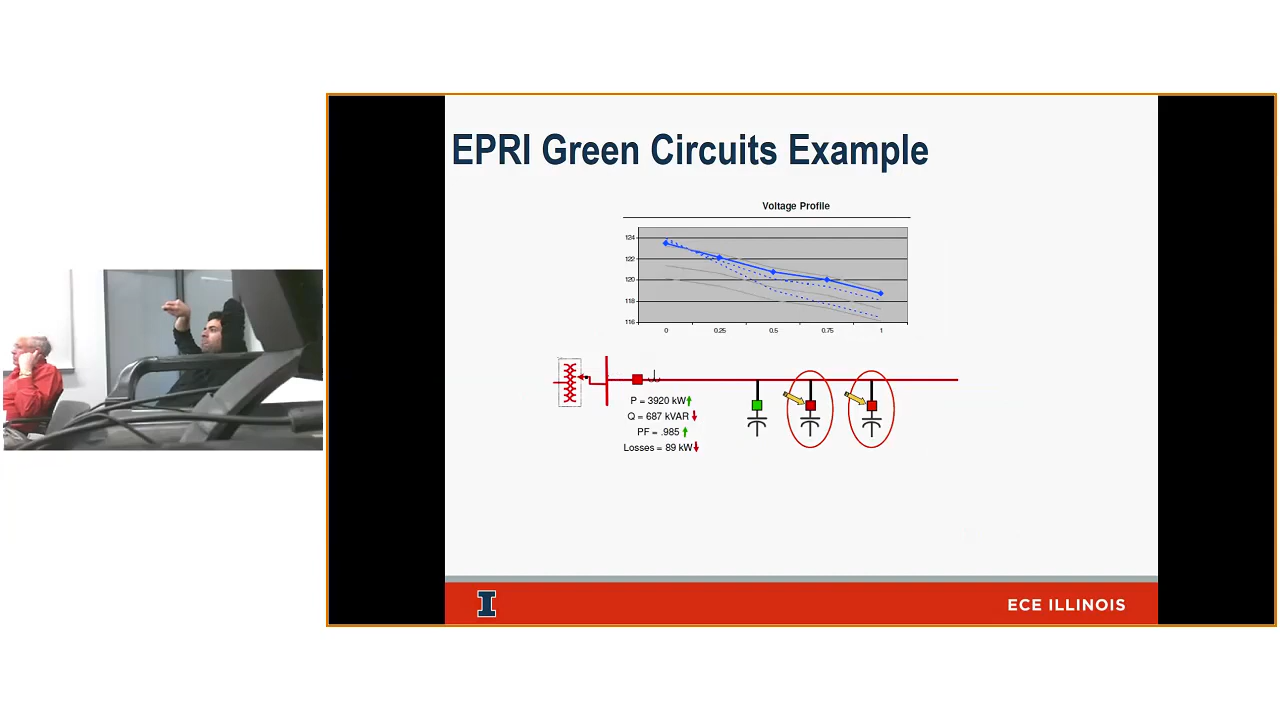 EPRI Green Circuits Example
Voltage Profile
124
122
120
118
116
0 0.25 0.5 0.75 1
P = 3920 kW
Q = 687 kVAR
PF = .985
Losses = 89 kW
I
ECE ILLINOIS